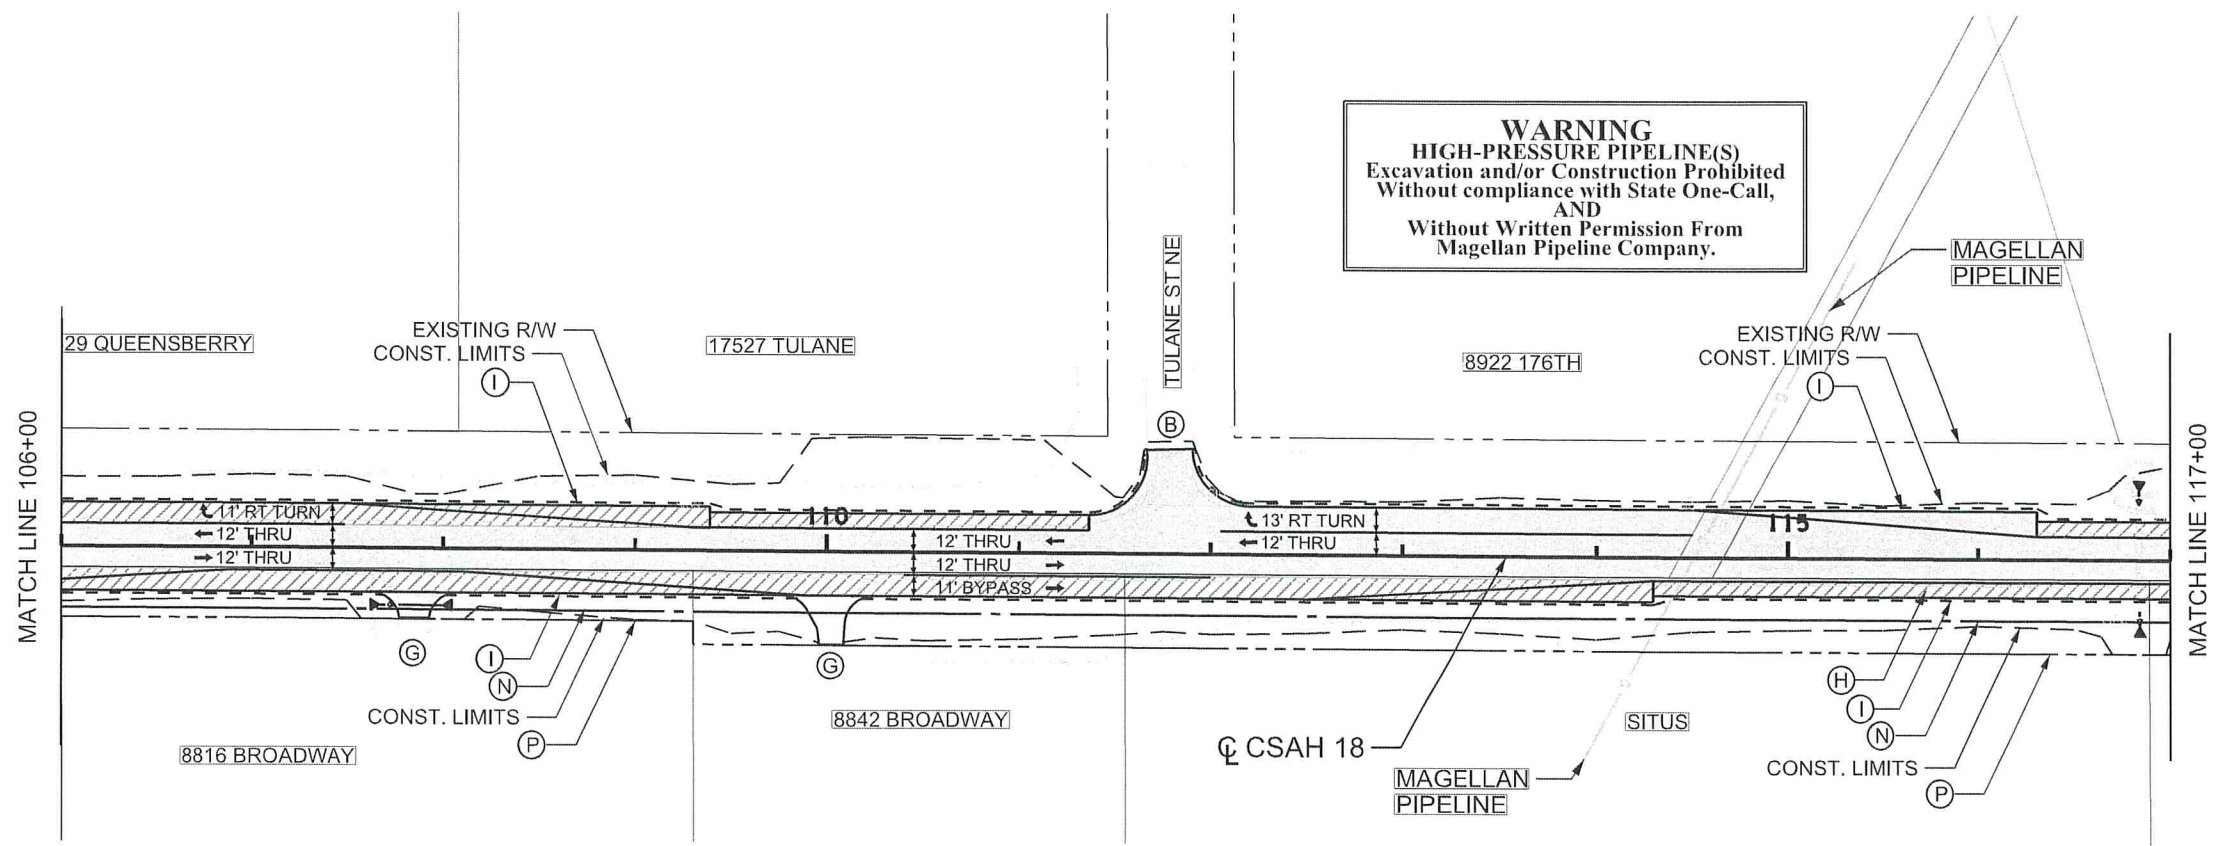 WARNING
HIGH-PRESSURE PIPELINE(S)
Excavation and/or Construction Prohibited
Without compliance with State One-Call,
AND
Without Written Permission From
Magellan Pipeline Company.
MAGELLAN
PIPELINE
TULANE ST NE
29 QUEENSBERRY
EXISTING R/W
CONST. LIMITS
I
17527 TULANE
8922 176TH
EXISTING R/W
CONST. LIMITS
I
B
MATCH LINE 106+00
MATCH LINE 117+00
11' RT TURN
12' THRU
12' THRU
110
12' THRU
12' THRU
11' BYPASS
13' RT TURN
12' THRU
115
G
I
N
CONST. LIMITS
P
G
8816 BROADWAY
8842 BROADWAY
SITUS
℄ CSAH 18
MAGELLAN
PIPELINE
H
I
N
CONST. LIMITS
P